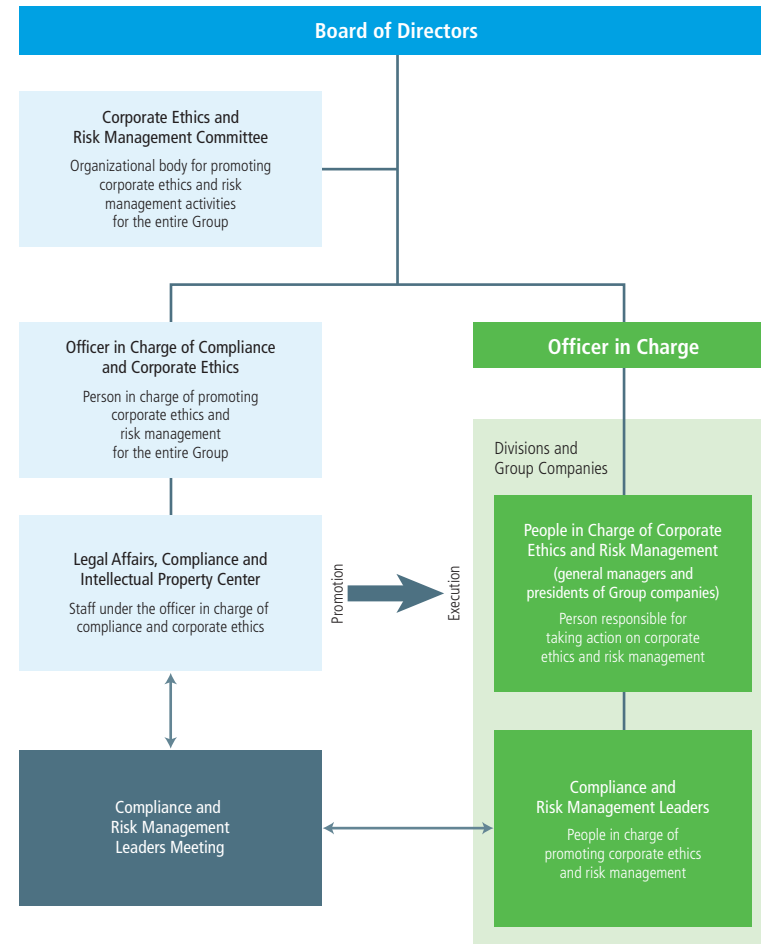 Board of Directors
Corporate Ethics and
Risk Management Committee
Organizational body for promoting
corporate ethics and risk
management activities
for the entire Group
Officer in Charge of Compliance
and Corporate Ethics
Person in charge of promoting
corporate ethics and
risk management
for the entire Group
Officer in Charge
Divisions and
Group Companies
Legal Affairs, Compliance and
Intellectual Property Center
Staff under the officer in charge of
compliance and corporate ethics
Promotion
Execution
People in Charge of Corporate
Ethics and Risk Management
(general managers and
presidents of Group companies)
Person responsible for
taking action on corporate
ethics and risk management
Compliance and
Risk Management
Leaders Meeting
Compliance and
Risk Management Leaders
People in charge of
promoting corporate ethics
and risk management